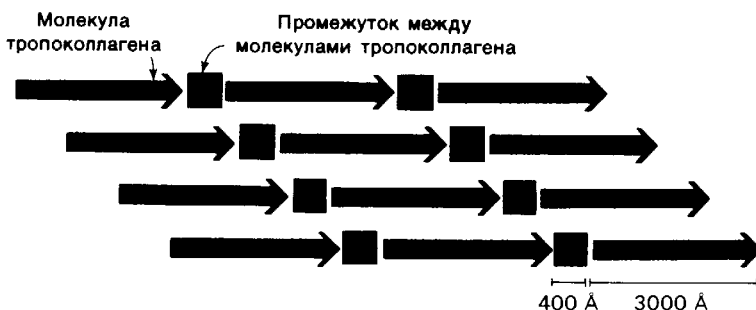 Молекула
тропоколлагена
Промежуток между
молекулами тропоколлагена
400 Å
3000 Å